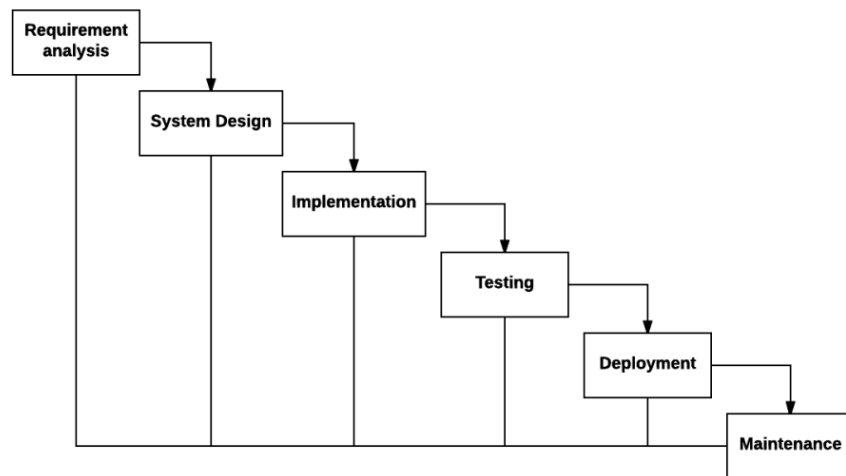 Requirement
analysis
System Design
Implementation
Testing
Deployment
Maintenance